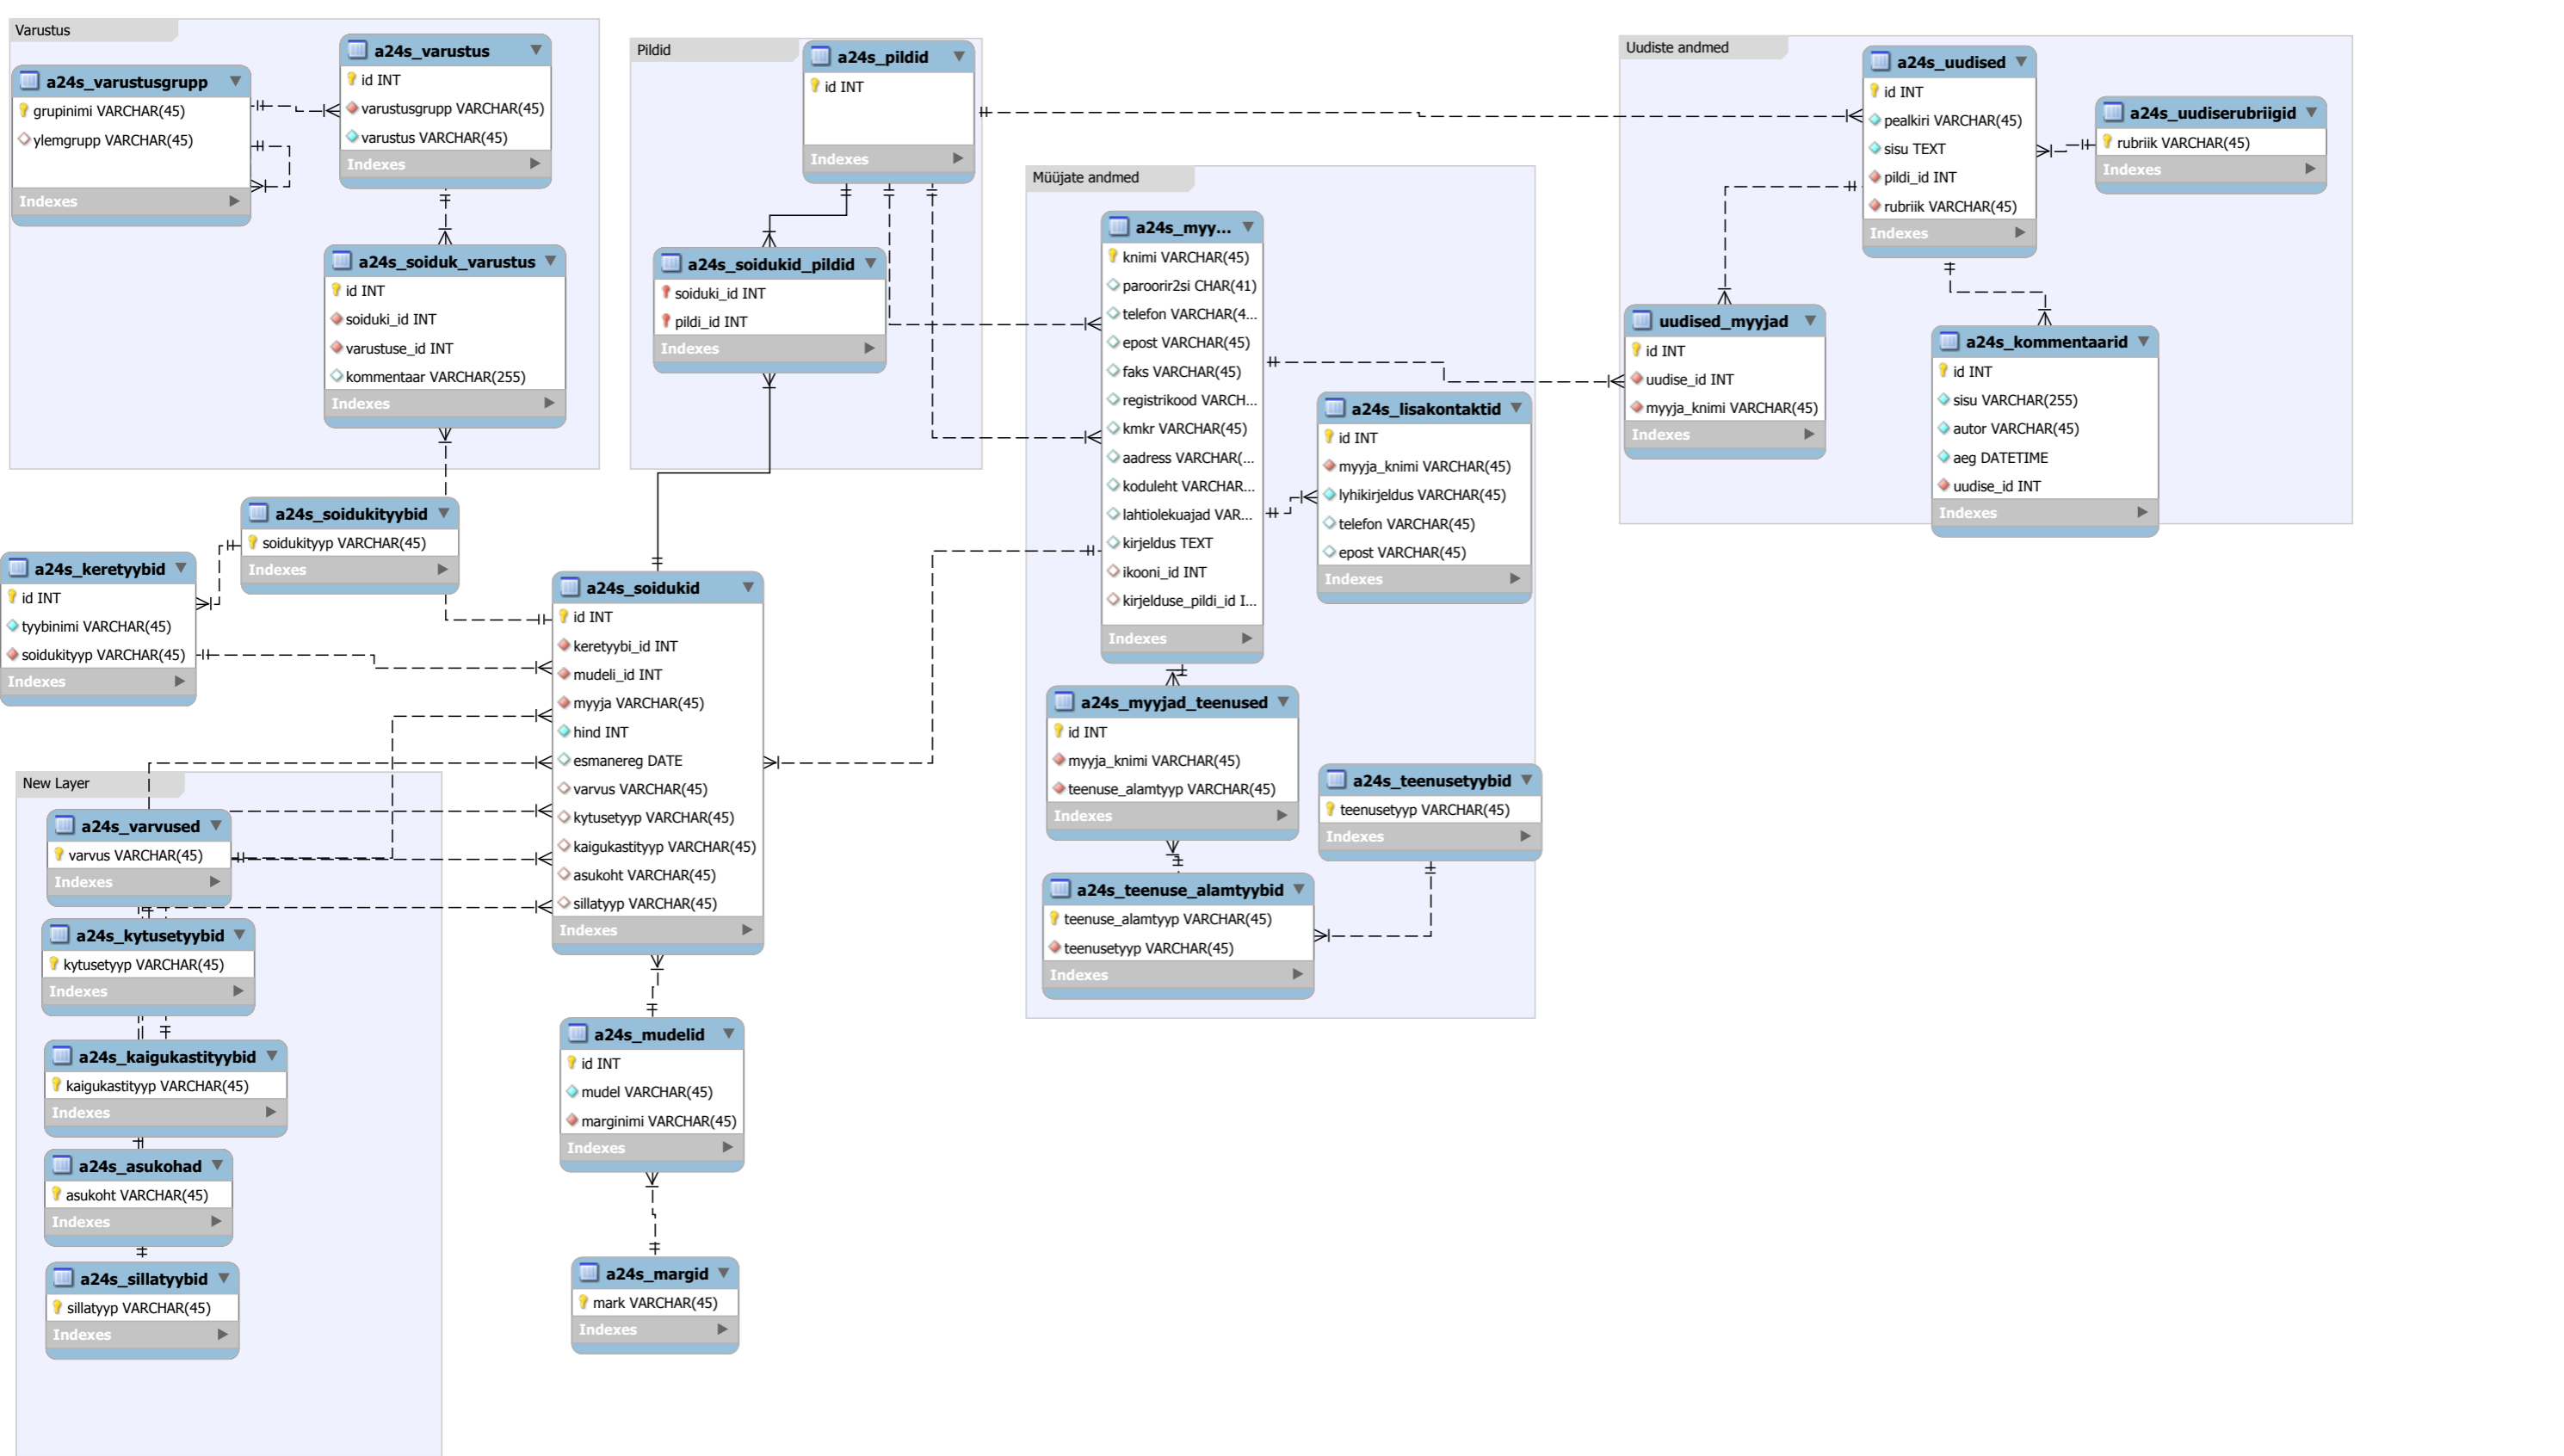 Varustus
a24s_varustusgrupp
grupinimi VARCHAR(45)
ylemgrupp VARCHAR(45)
Indexes
a24s_varustus
id INT
varustusgrupp VARCHAR(45)
varustus VARCHAR(45)
Indexes
a24s_soiduk_varustus
id INT
soiduki_id INT
varustuse_id INT
kommentaar VARCHAR(255)
Indexes
Pildid
a24s_pildid
id INT
Indexes
a24s_soidukid_pildid
soiduki_id INT
pildi_id INT
Indexes
Müüjate andmed
a24s_myy...
knimi VARCHAR(45)
paroorir2si CHAR(41)
telefon VARCHAR(4...
epost VARCHAR(45)
faks VARCHAR(45)
registrikood VARCH...
kmkr VARCHAR(45)
aadress VARCHAR(...
koduleht VARCHAR...
lahtiolekuajad VAR...
kirjeldus TEXT
ikooni_id INT
kirjelduse_pildi_id I...
Indexes
a24s_lisakontaktid
id INT
myyja_knimi VARCHAR(45)
lyhikirjeldus VARCHAR(45)
telefon VARCHAR(45)
epost VARCHAR(45)
Indexes
a24s_myyjad_teenused
id INT
myyja_knimi VARCHAR(45)
teenuse_alamtyyp VARCHAR(45)
Indexes
a24s_teenusetyybid
teenusetyyp VARCHAR(45)
Indexes
a24s_teenuse_alamtyybid
teenuse_alamtyyp VARCHAR(45)
teenusetyyp VARCHAR(45)
Indexes
Uudiste andmed
a24s_uudised
id INT
pealkiri VARCHAR(45)
sisu TEXT
pildi_id INT
rubriik VARCHAR(45)
Indexes
a24s_uudiserubriigid
rubriik VARCHAR(45)
Indexes
uudised_myyjad
id INT
uudise_id INT
myyja_knimi VARCHAR(45)
Indexes
a24s_kommentaarid
id INT
sisu VARCHAR(255)
autor VARCHAR(45)
aeg DATETIME
uudise_id INT
Indexes
a24s_soidukityybid
soidukityyp VARCHAR(45)
Indexes
a24s_keretyybid
id INT
tyybinimi VARCHAR(45)
soidukityyp VARCHAR(45)
Indexes
a24s_soidukid
id INT
keretyybi_id INT
mudeli_id INT
myyja VARCHAR(45)
hind INT
esmanereg DATE
varvus VARCHAR(45)
kytusetyyp VARCHAR(45)
kaigukastityyp VARCHAR(45)
asukoht VARCHAR(45)
sillatyyp VARCHAR(45)
Indexes
New Layer
a24s_varvused
varvus VARCHAR(45)
Indexes
a24s_kytusetyybid
kytusetyyp VARCHAR(45)
Indexes
a24s_kaigukastityybid
kaigukastityyp VARCHAR(45)
Indexes
a24s_asukohad
asukoht VARCHAR(45)
Indexes
a24s_sillatyybid
sillatyyp VARCHAR(45)
Indexes
a24s_mudelid
id INT
mudel VARCHAR(45)
marginimi VARCHAR(45)
Indexes
a24s_margid
mark VARCHAR(45)
Indexes